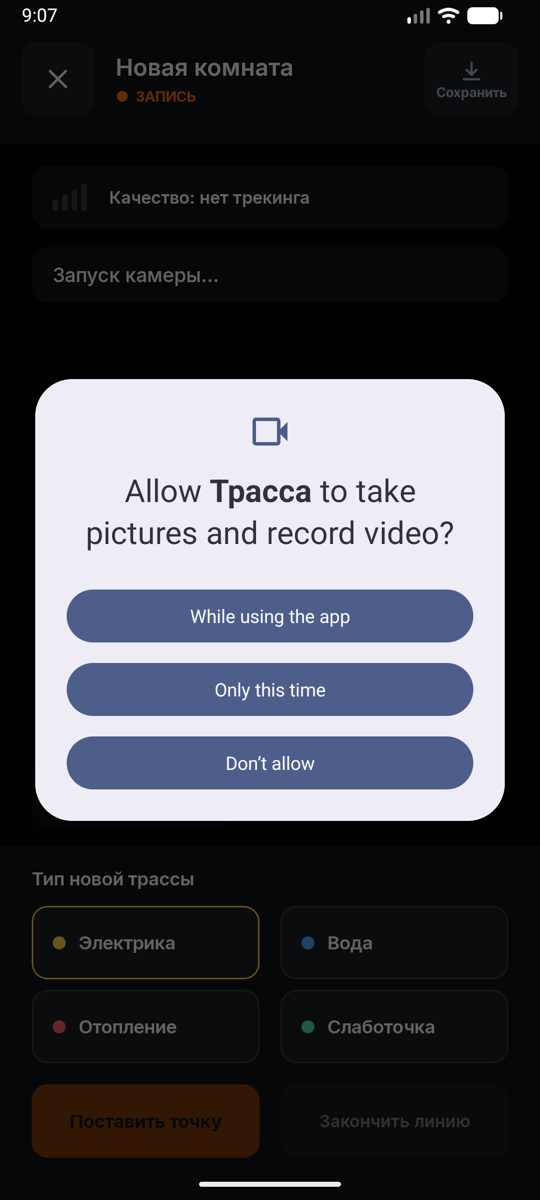 9:07
Новая комната
ЗАПИСЬ
Сохранить
Качество: нет трекинга
Запуск камеры...
Allow Трасса to take
pictures and record video?
While using the app
Only this time
Don't allow
Тип новой трассы
Электрика
Вода
Отопление
Слаботочка
Поставить точку
Закончить линию